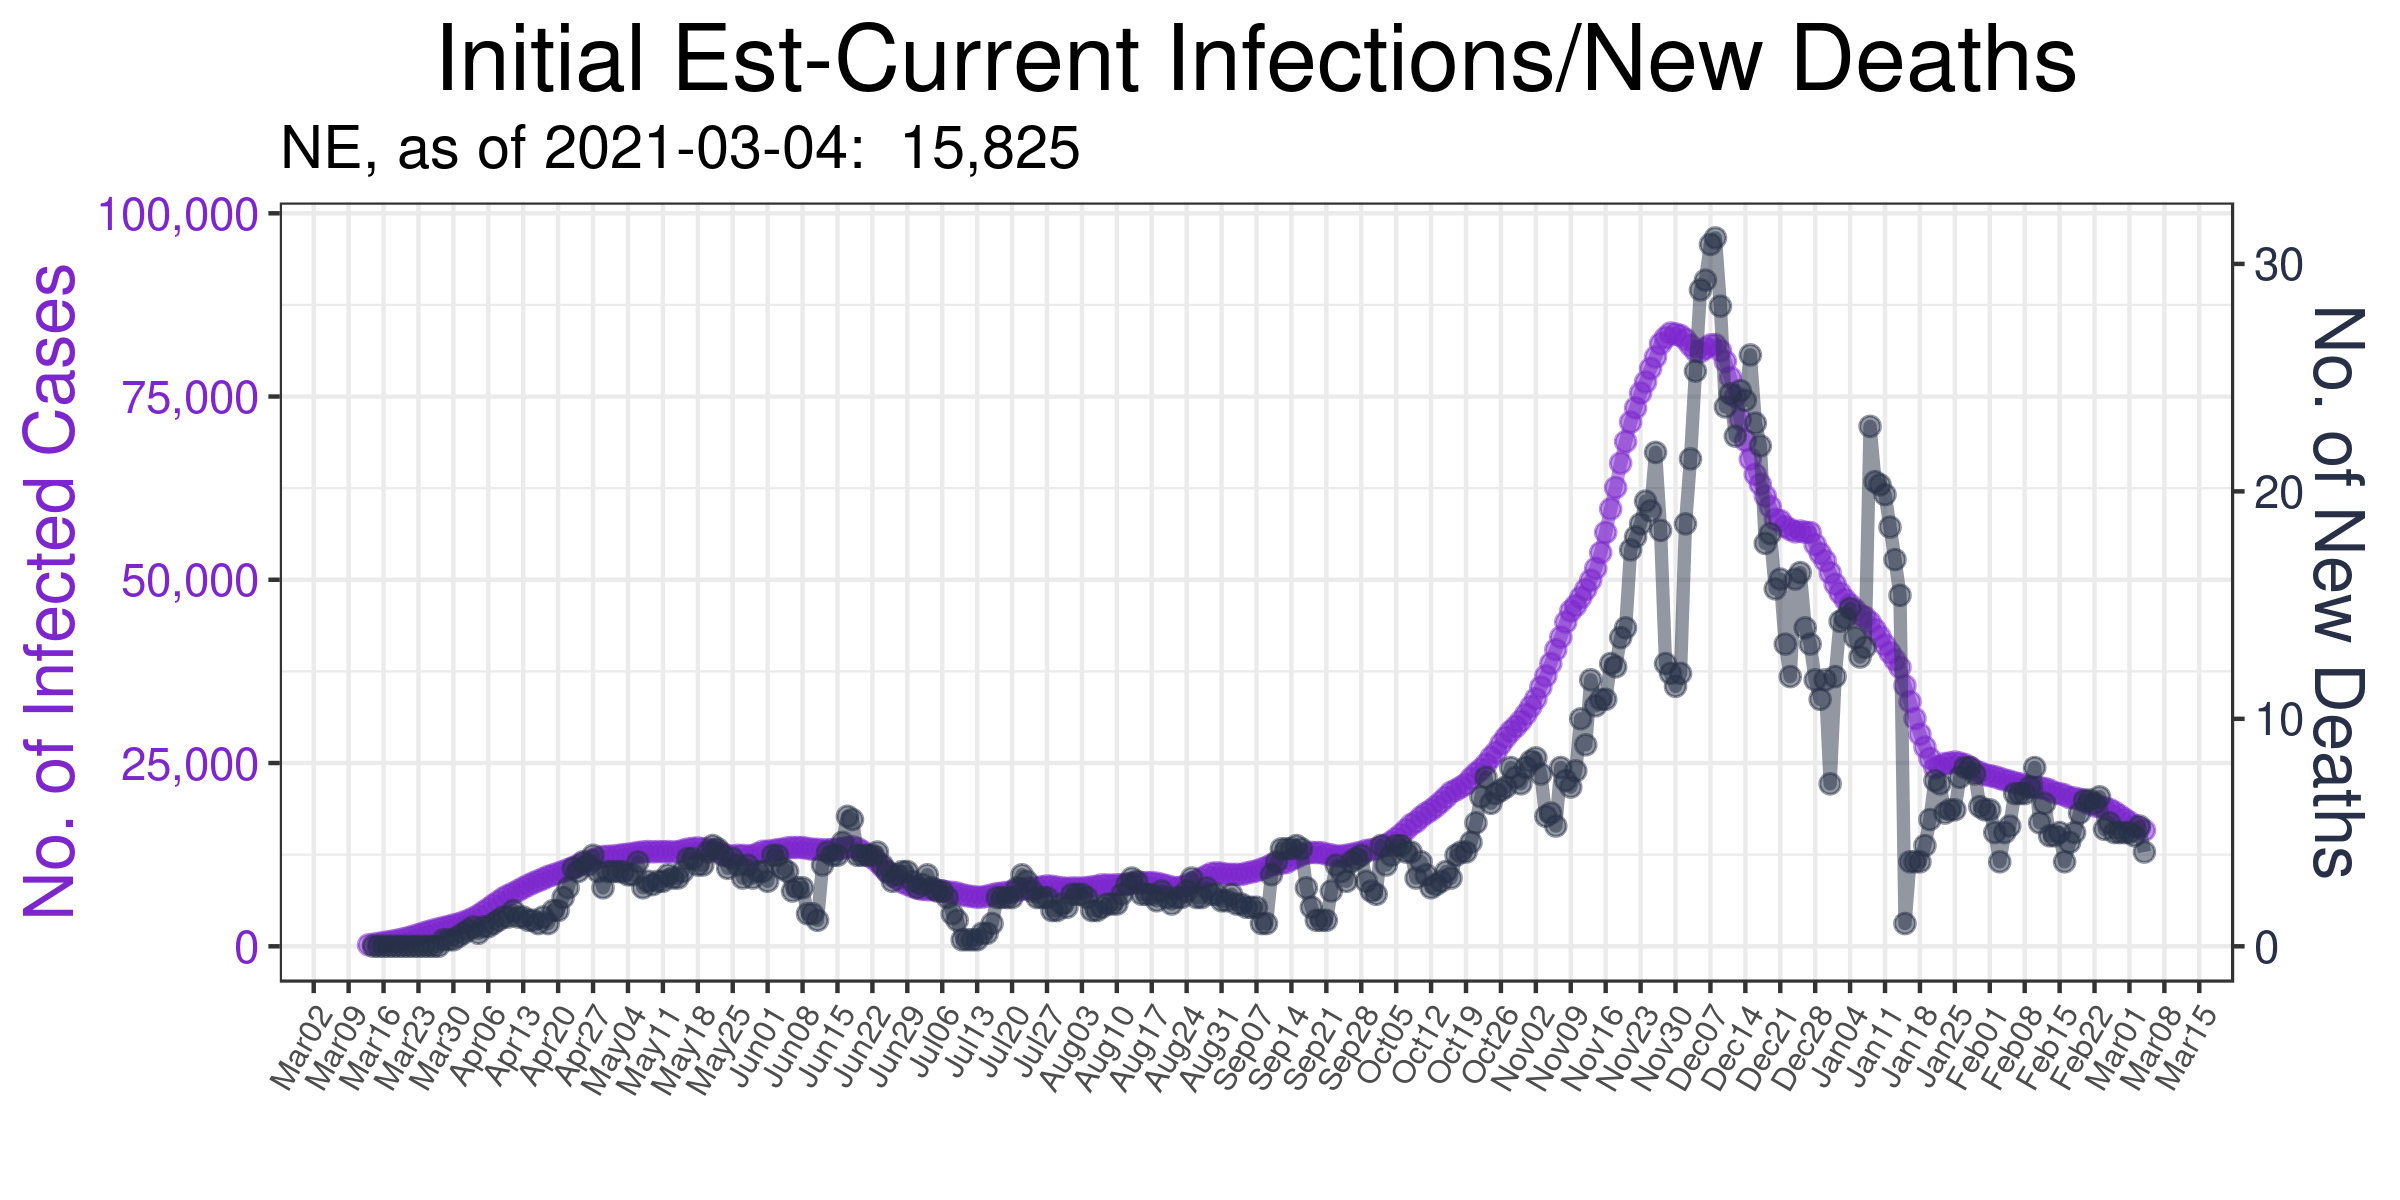 Initial Est-Current Infections/New Deaths
NE, as of 2021-03-04:  15,825
No. of Infected Cases
100,000
75,000
50,000
25,000
0
No. of New Deaths
30
20
10
0
Mar02
Mar09
Mar16
Mar23
Mar30
Apr06
Apr13
Apr20
Apr27
May04
May11
May18
May25
Jun01
Jun08
Jun15
Jun22
Jun29
Jul06
Jul13
Jul20
Jul27
Aug03
Aug10
Aug17
Aug24
Aug31
Sep07
Sep14
Sep21
Sep28
Oct05
Oct12
Oct19
Oct26
Nov02
Nov09
Nov16
Nov23
Nov30
Dec07
Dec14
Dec21
Dec28
Dec04
Jan11
Jan18
Jan25
Feb01
Feb08
Feb15
Feb22
Mar01
Mar08
Mar15